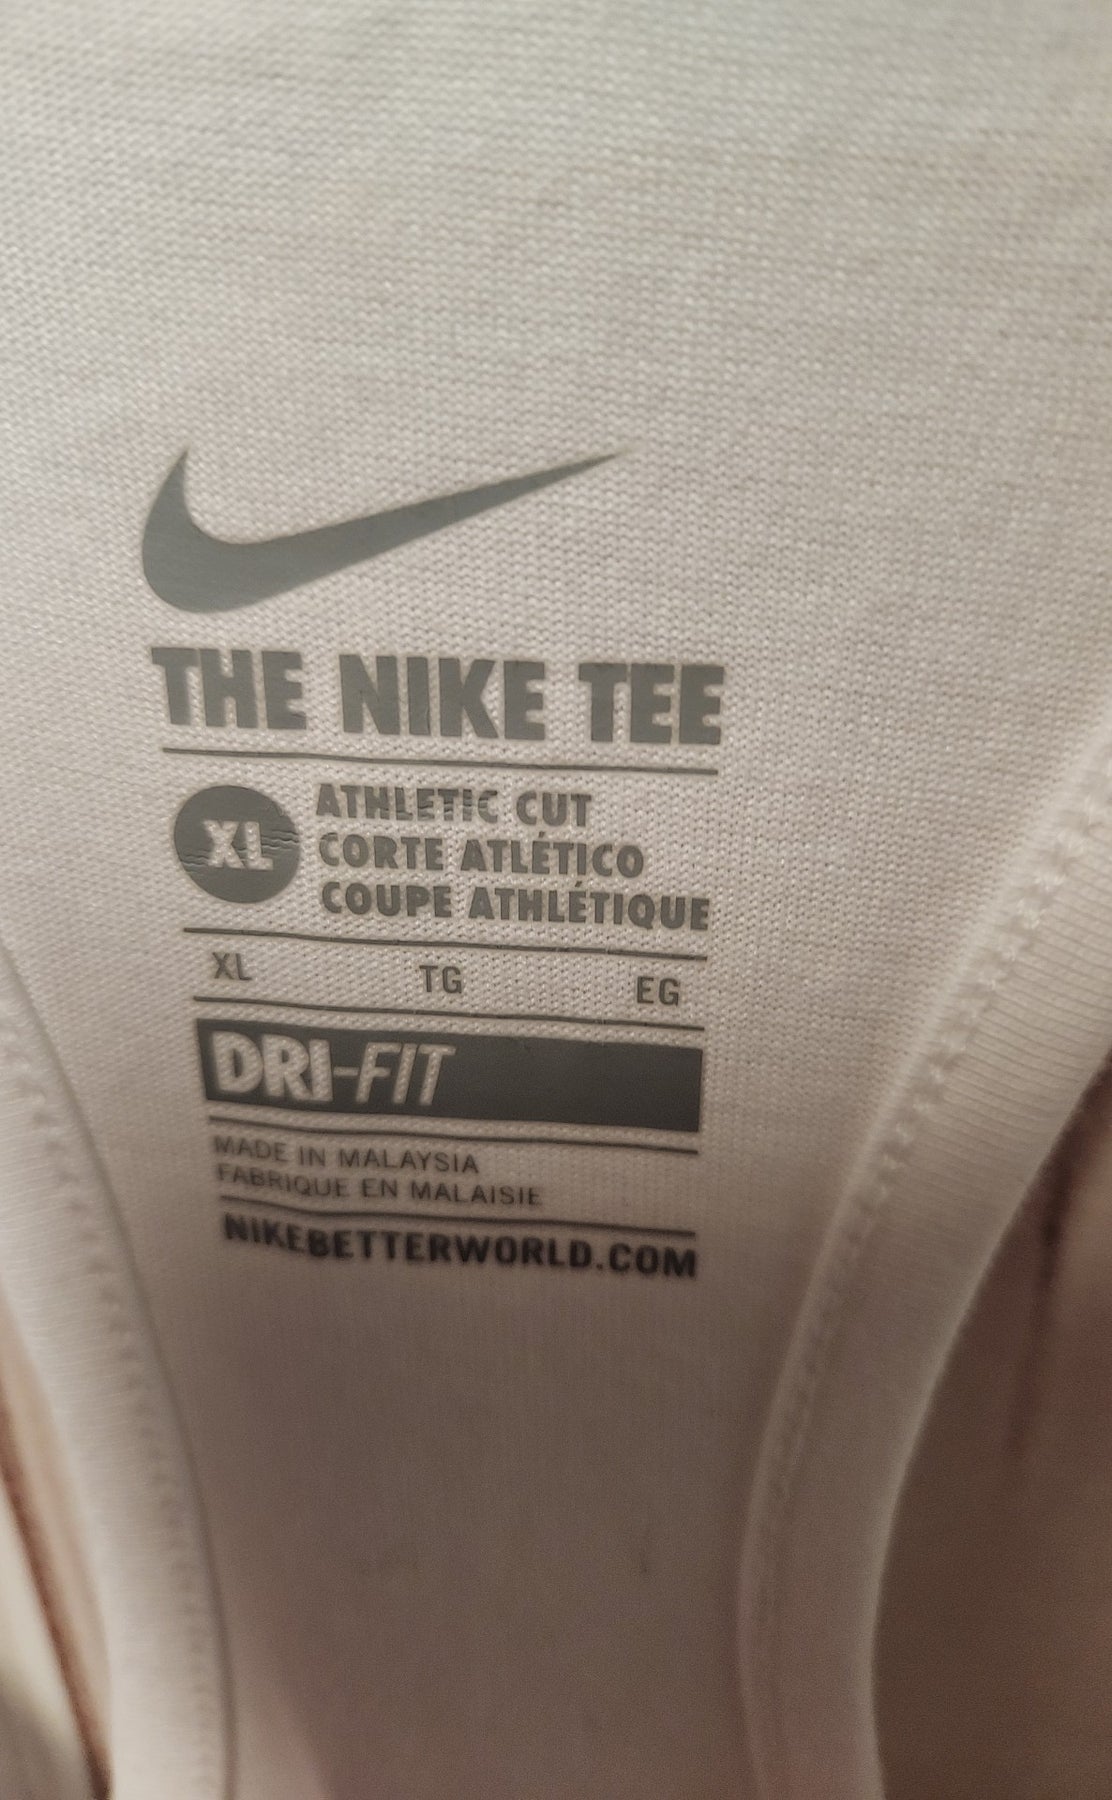 THE NIKE TEE
XL
ATHLETIC CUT
CORTE ATLÉTICO
COUPE ATHLÉTIQUE
XL TG EG
DRI-FIT
MADE IN MALAYSIA
FABRIQUE EN MALAISIE
NIKEBETTERWORLD.COM